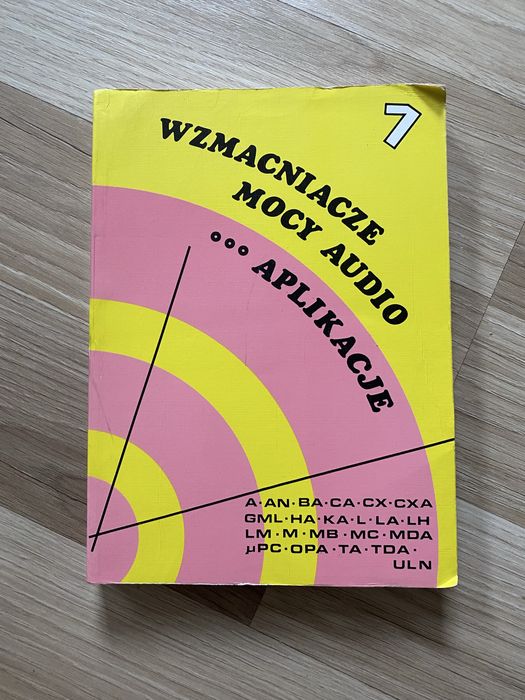 7
WZMACNIACZE
MOCY AUDIO
°°° APLIKACJE
A·AN·BA·CA·CX·CXA
GML·HA·KA·L·LA·LH
LM·M·MB·MC·MDA
µPC·OPA·TA·TDA·
ULN